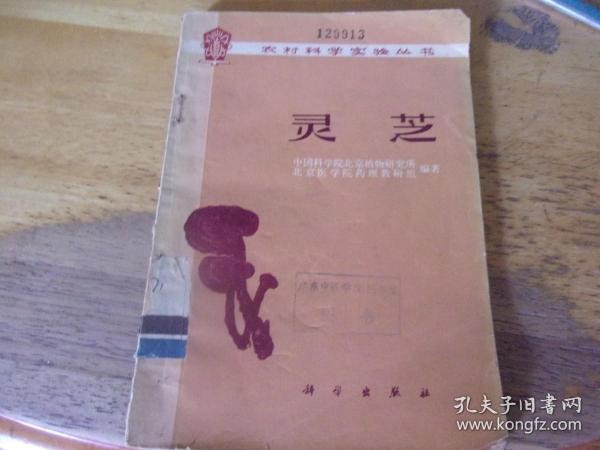 129913
农村科学实验丛书
灵芝
中国科学院北京植物研究所
北京医学院药理教研组
编著
科学出版社
孔夫子旧书网
www.kongfz.com